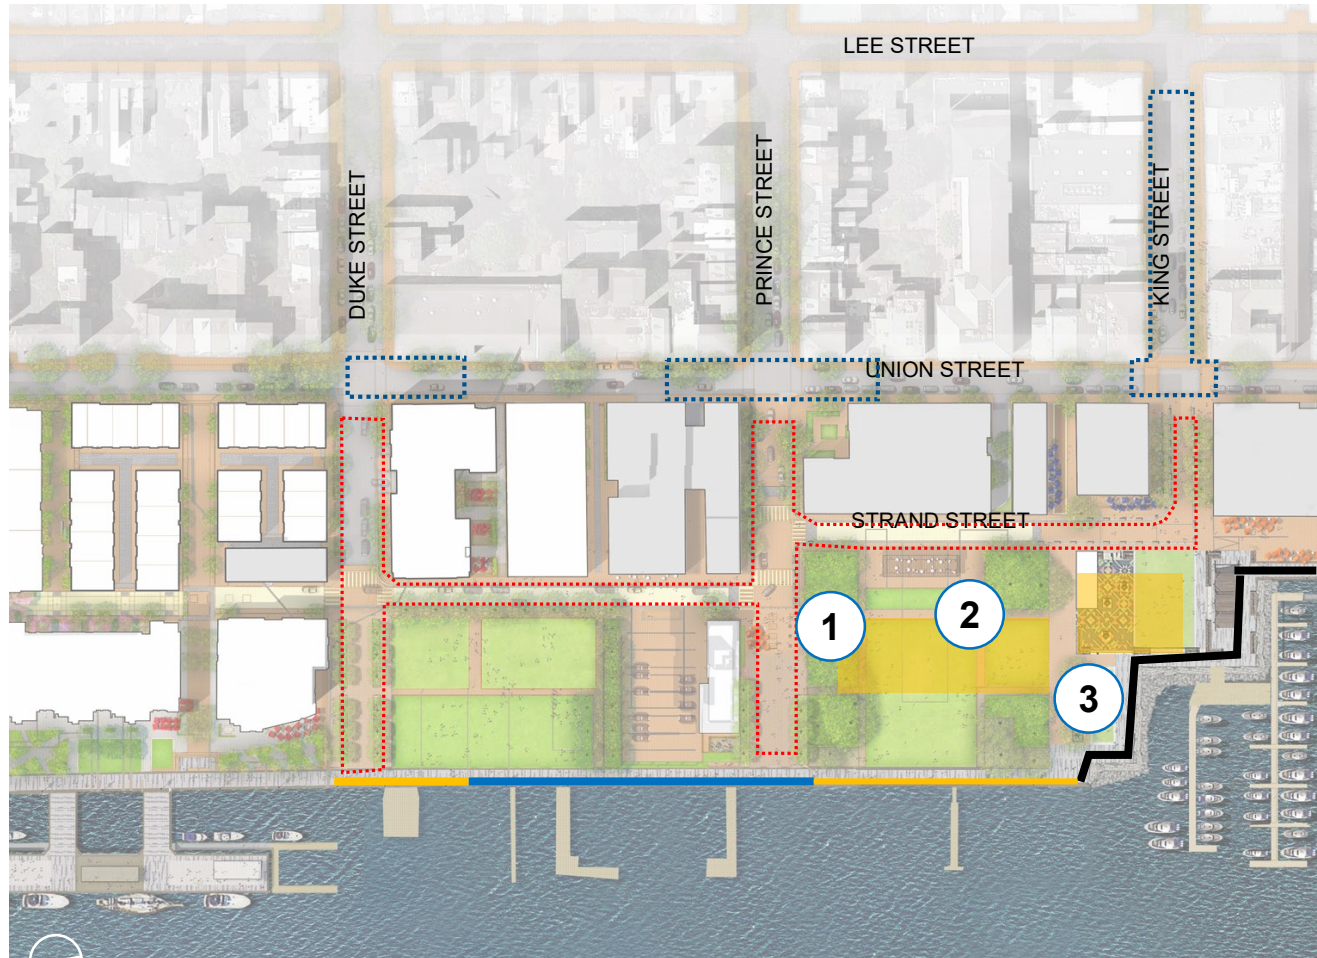 LEE STREET
DUKE STREET
PRINCE STREET
KING STREET
UNION STREET
STRAND STREET
1
2
3